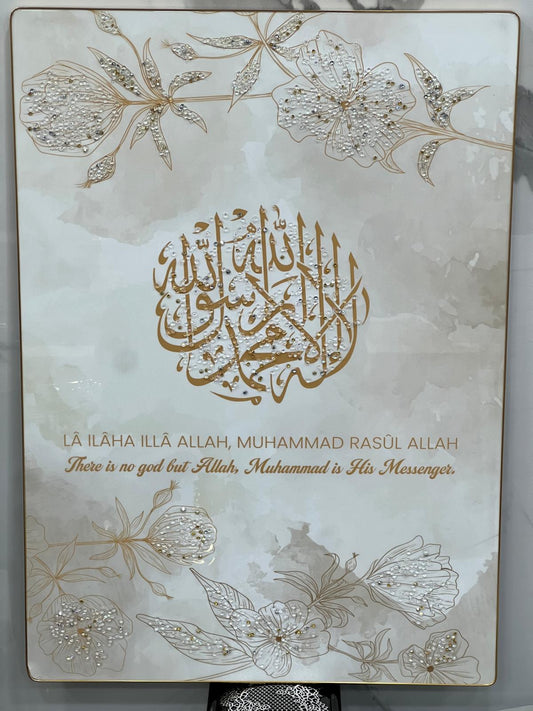 لا إله إلا الله محمد رسول الله
LÂ ILÂHA ILLÂ ALLAH, MUHAMMAD RASÛL ALLAH
There is no god but Allah, Muhammad is His Messenger.